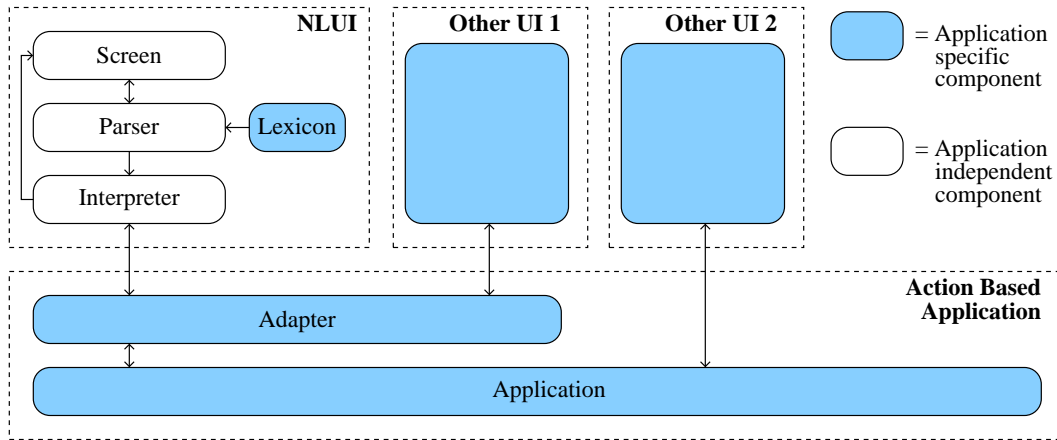 NLUI
Screen
Parser
Lexicon
Interpreter
Other UI 1
Other UI 2
= Application
specific
component
= Application
independent
component
Action Based
Application
Adapter
Application